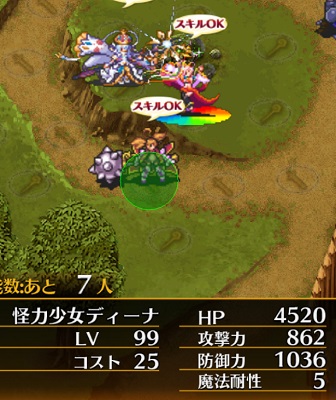 スキルOK
スキルOK
数:あと 7人
怪力少女ディーナ
LV 99
コスト 25
HP 4520
攻撃力 862
防御力 1036
魔法耐性 5